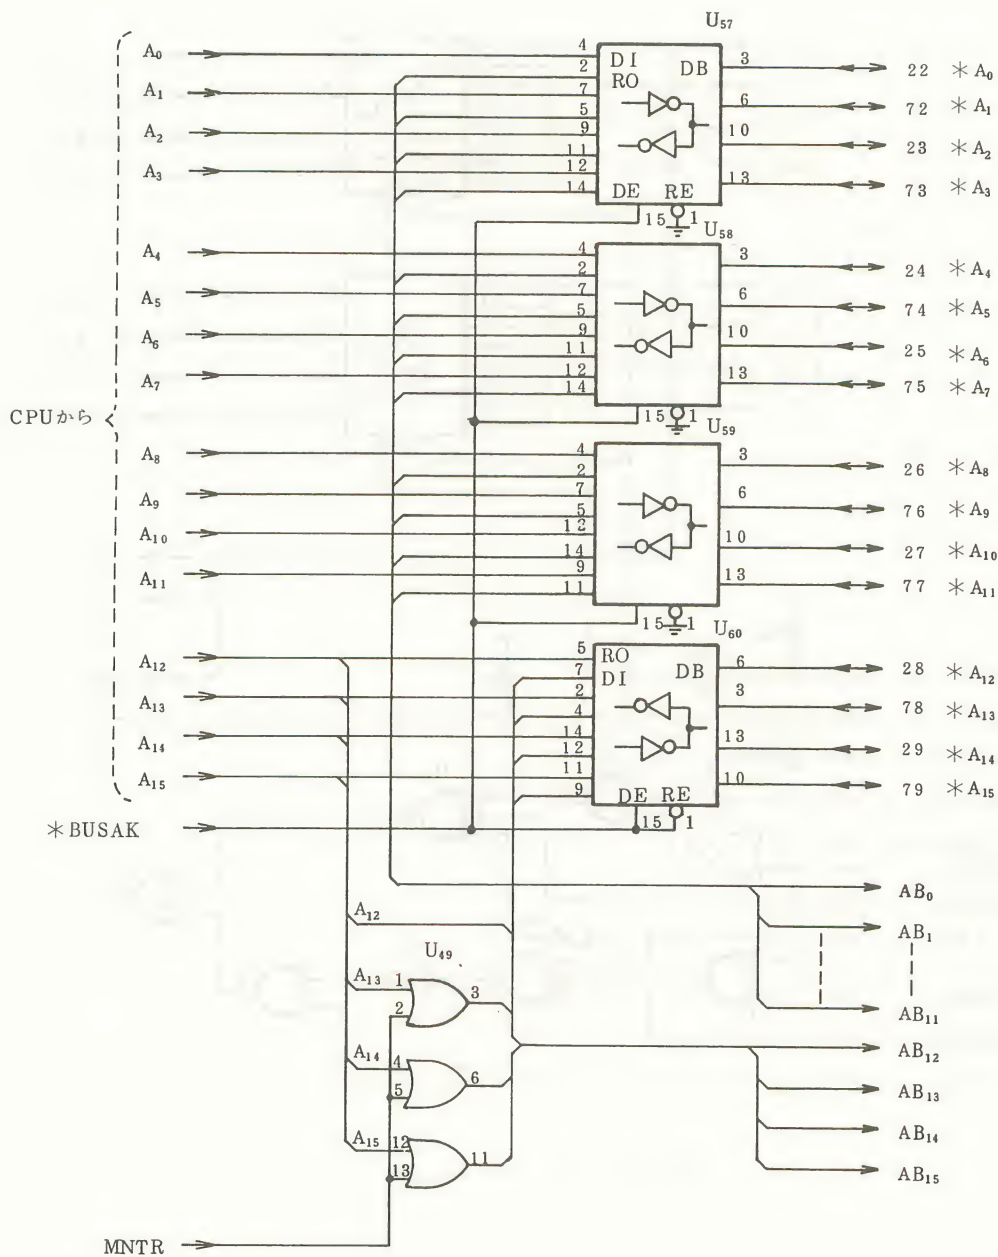 U57
A0 4 DI DB 3 22 *A0
2 RO
A1 7 6 72 *A1
5
A2 9 10 23 *A2
11
A3 12 13 73 *A3
14 DE RE
15 1
U58
A4 4 3 24 *A4
2
A5 7 6 74 *A5
5
A6 9 10 25 *A6
11
A7 12 13 75 *A7
14
15 1
CPUから
U59
A8 4 3 26 *A8
2
A9 7 6 76 *A9
5
A10 12 10 27 *A10
14
A11 9 13 77 *A11
11
15 1
U60
A12 5 RO DB 6 28 *A12
7 DI
A13 2 3 78 *A13
4
A14 14 13 29 *A14
12
A15 11 10 79 *A15
9 DE RE
*BUSAK 15 1
AB0
A12 AB1
U49
A13 1 3
2 AB11
AB12
A14 4 6
5 AB13
AB14
A15 12 11
13 AB15
MNTR